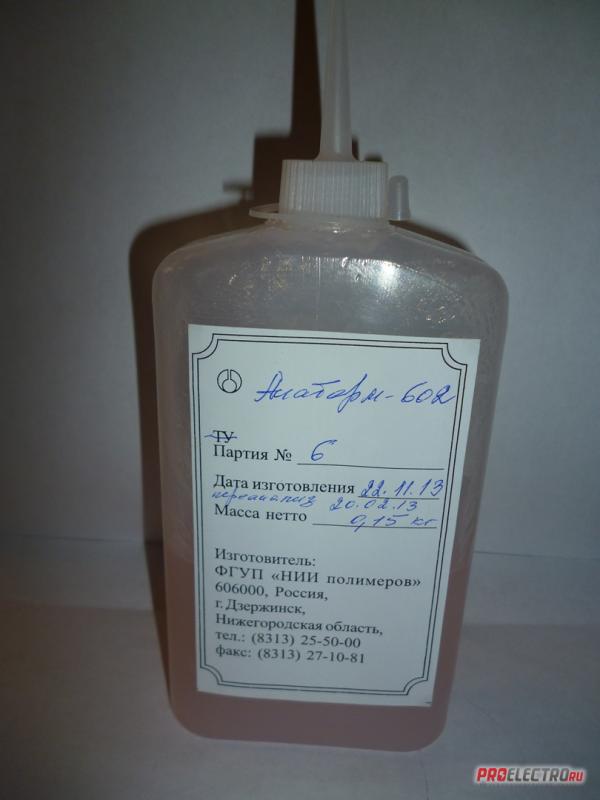 Анатерм-602
ТУ
Партия № 6
Дата изготовления 22.11.13
переанализ 20.02.13
Масса нетто 0,15 кг
Изготовитель:
ФГУП «НИИ полимеров»
606000, Россия,
г. Дзержинск,
Нижегородская область,
тел.: (8313) 25-50-00
факс: (8313) 27-10-81
PROELECTRO.RU